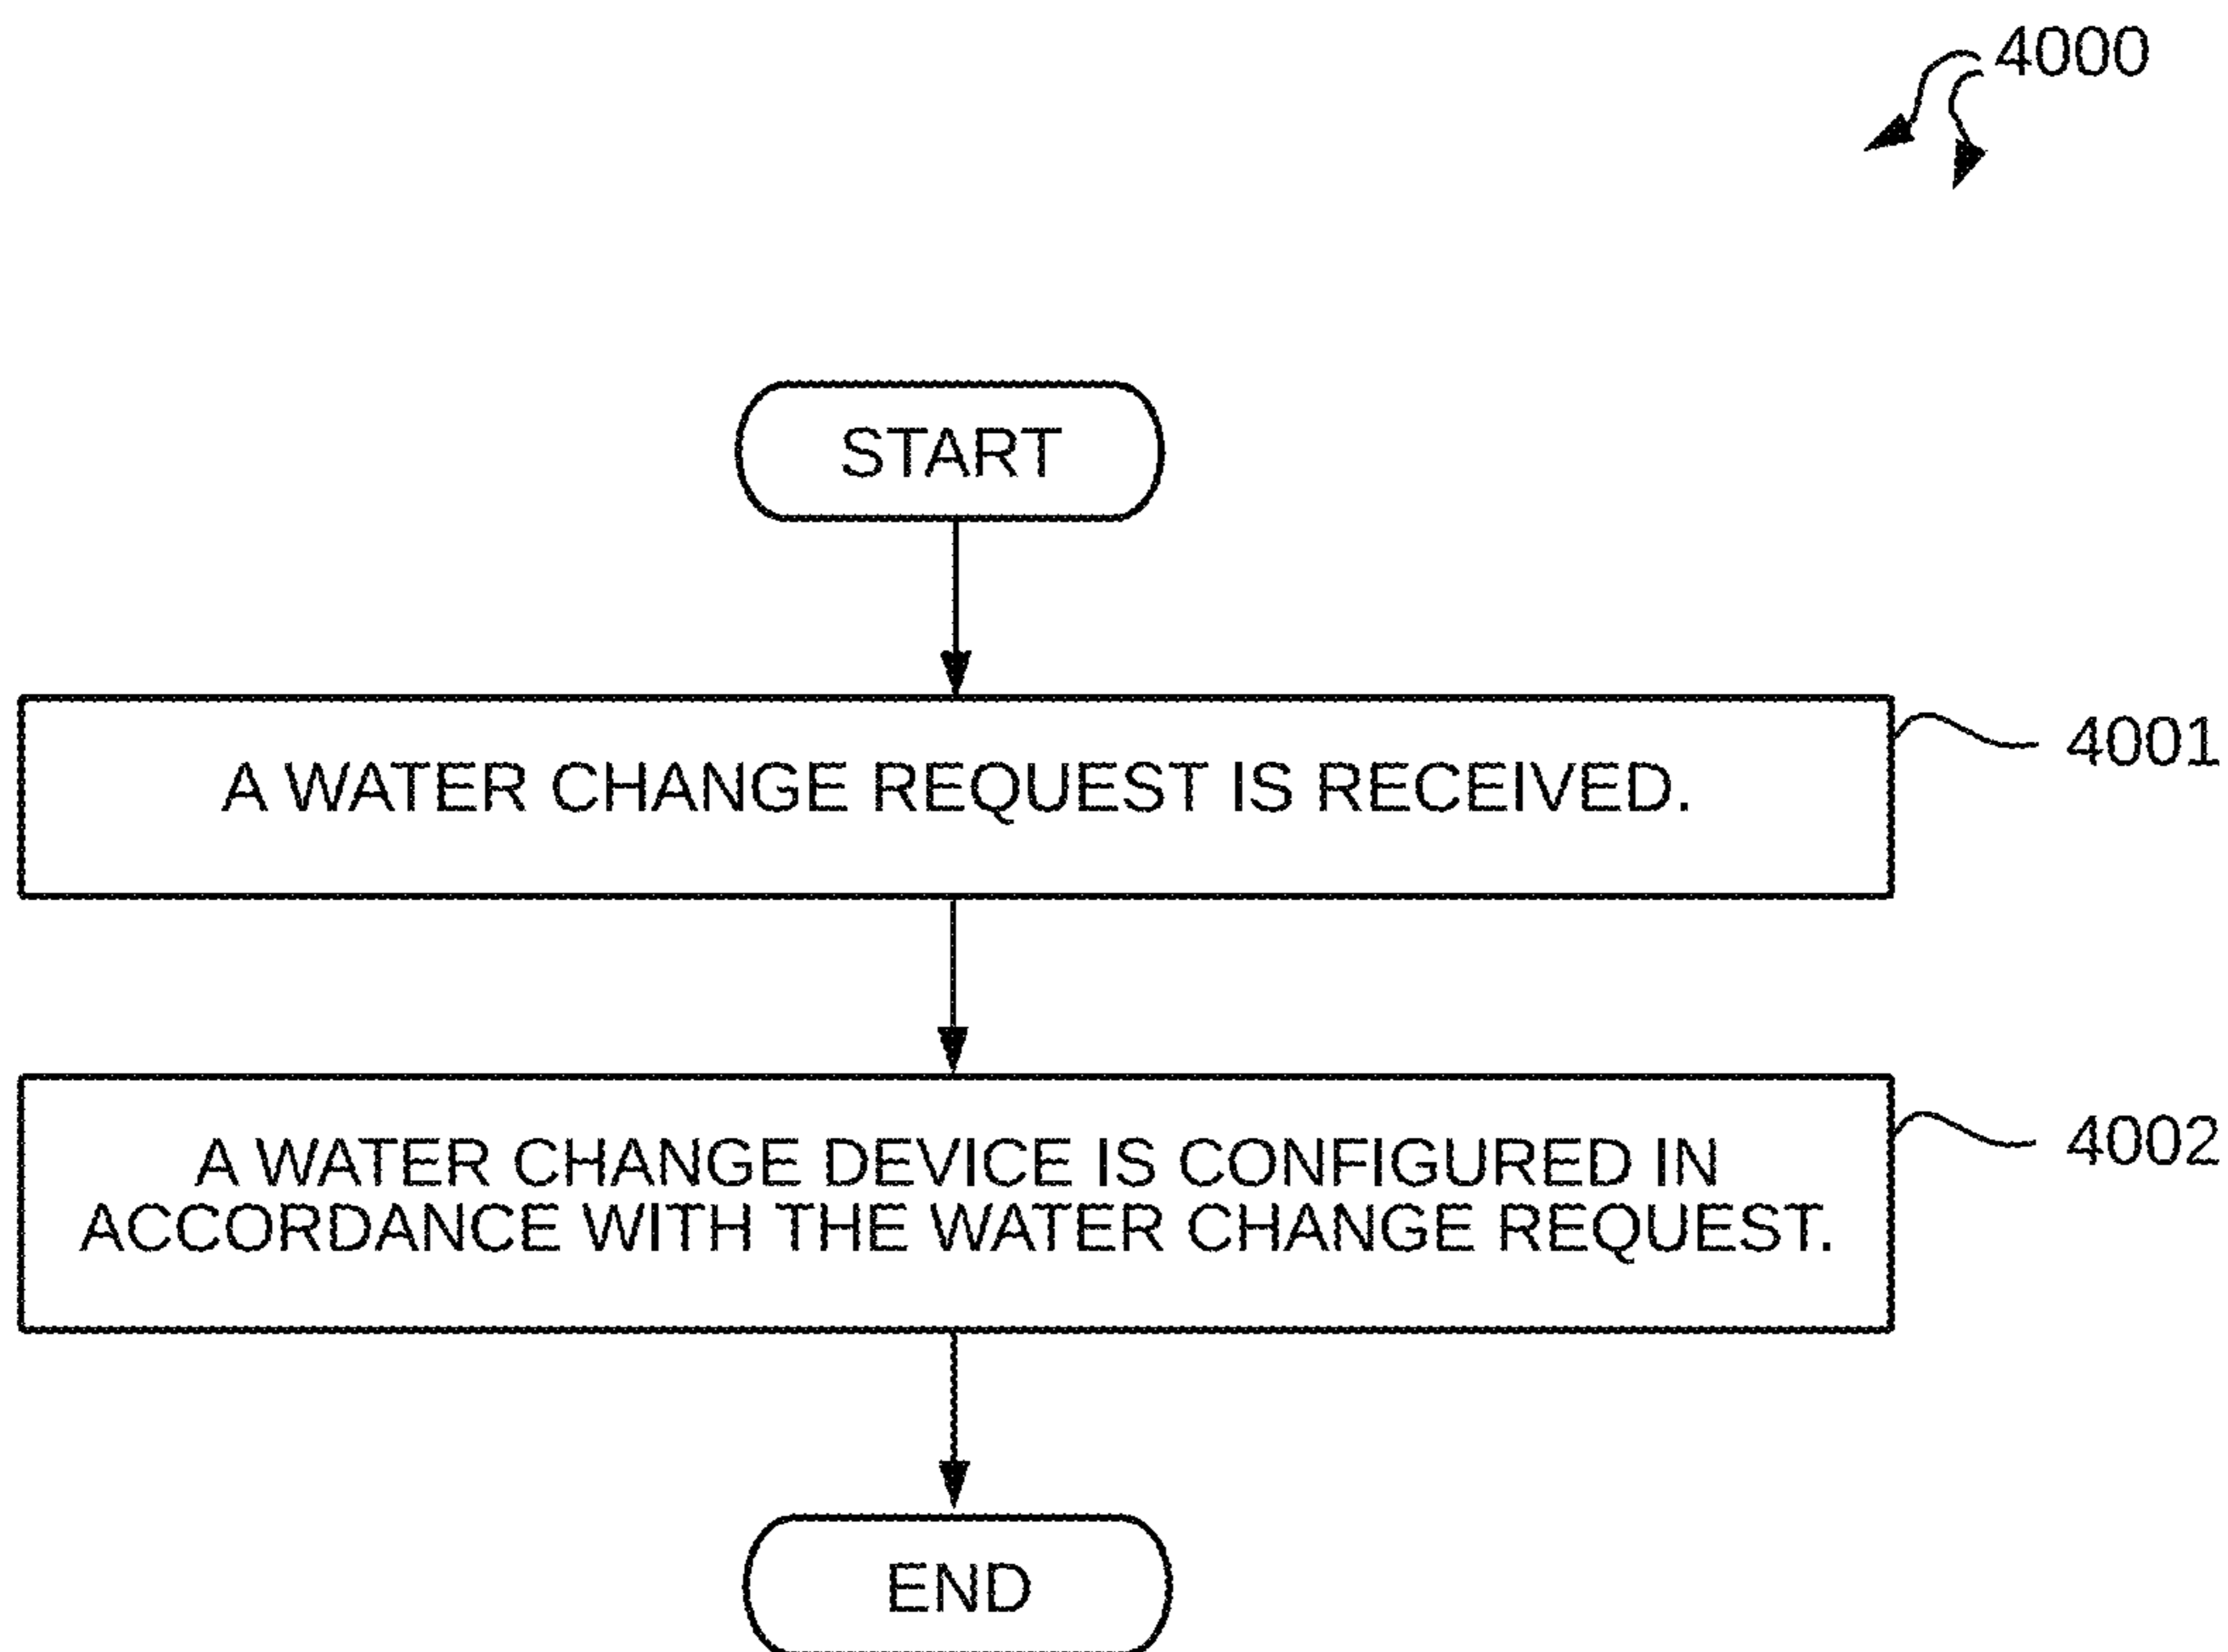 4000
START
A WATER CHANGE REQUEST IS RECEIVED.
4001
A WATER CHANGE DEVICE IS CONFIGURED IN
ACCORDANCE WITH THE WATER CHANGE REQUEST.
4002
END